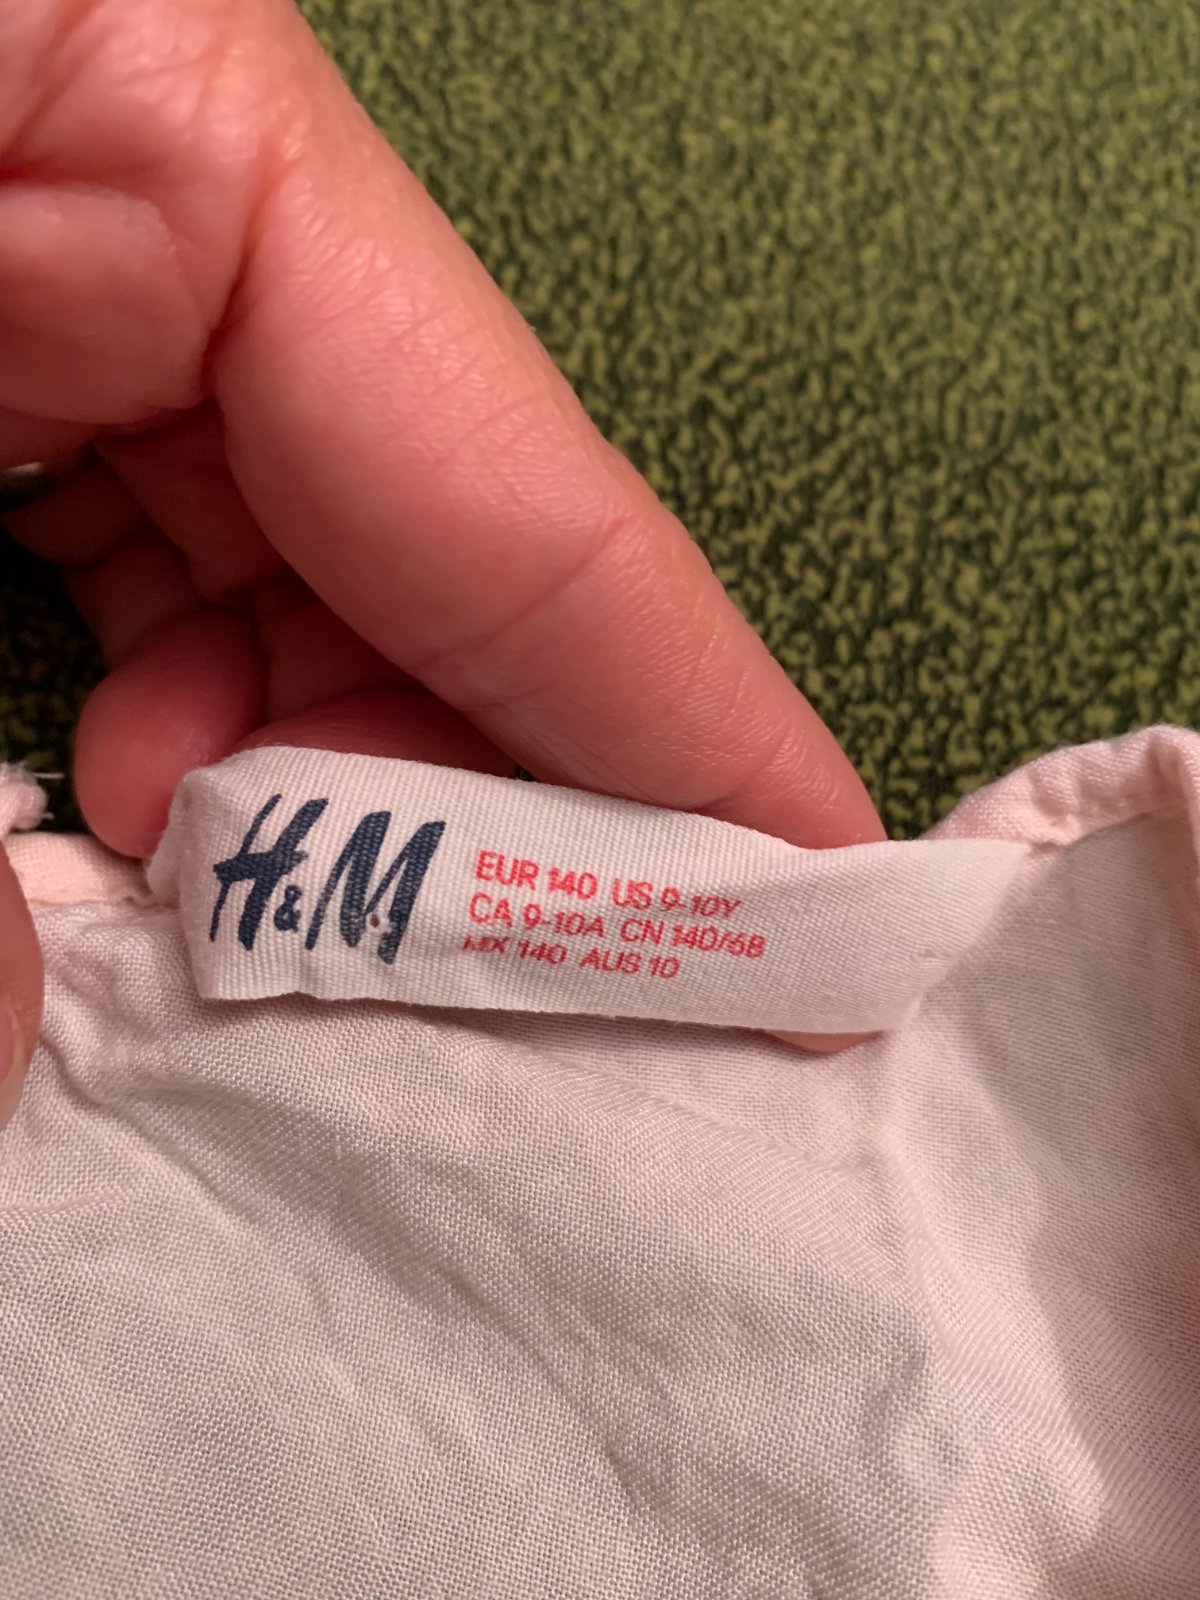 H&M
EUR 140 US 9-10Y
CA 9-10A CN 140/68
MX 140 AUS 10